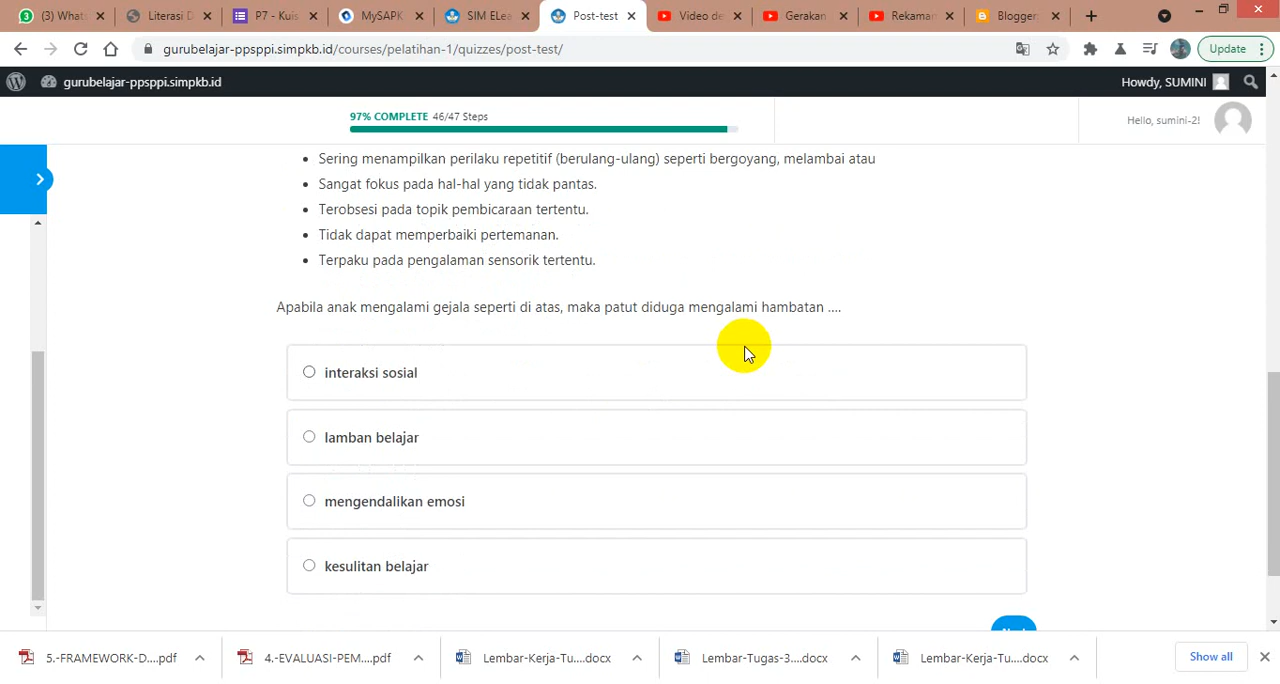 (3) Whats
Literasi D
P7 - Kuis
MySAPK
SIM ELea
Post-test
Video de
Gerakan
Rekaman
Blogger:
gurubelajar-ppsppi.simpkb.id/courses/pelatihan-1/quizzes/post-test/
Update
gurubelajar-ppsppi.simpkb.id
Howdy, SUMINI
97% COMPLETE 46/47 Steps
Hello, sumini-2!
Sering menampilkan perilaku repetitif (berulang-ulang) seperti bergoyang, melambai atau
Sangat fokus pada hal-hal yang tidak pantas.
Terobsesi pada topik pembicaraan tertentu.
Tidak dapat memperbaiki pertemanan.
Terpaku pada pengalaman sensorik tertentu.
Apabila anak mengalami gejala seperti di atas, maka patut diduga mengalami hambatan ....
interaksi sosial
lamban belajar
mengendalikan emosi
kesulitan belajar
5.-FRAMEWORK-D....pdf
4.-EVALUASI-PEM....pdf
Lembar-Kerja-Tu....docx
Lembar-Tugas-3....docx
Lembar-Kerja-Tu....docx
Show all